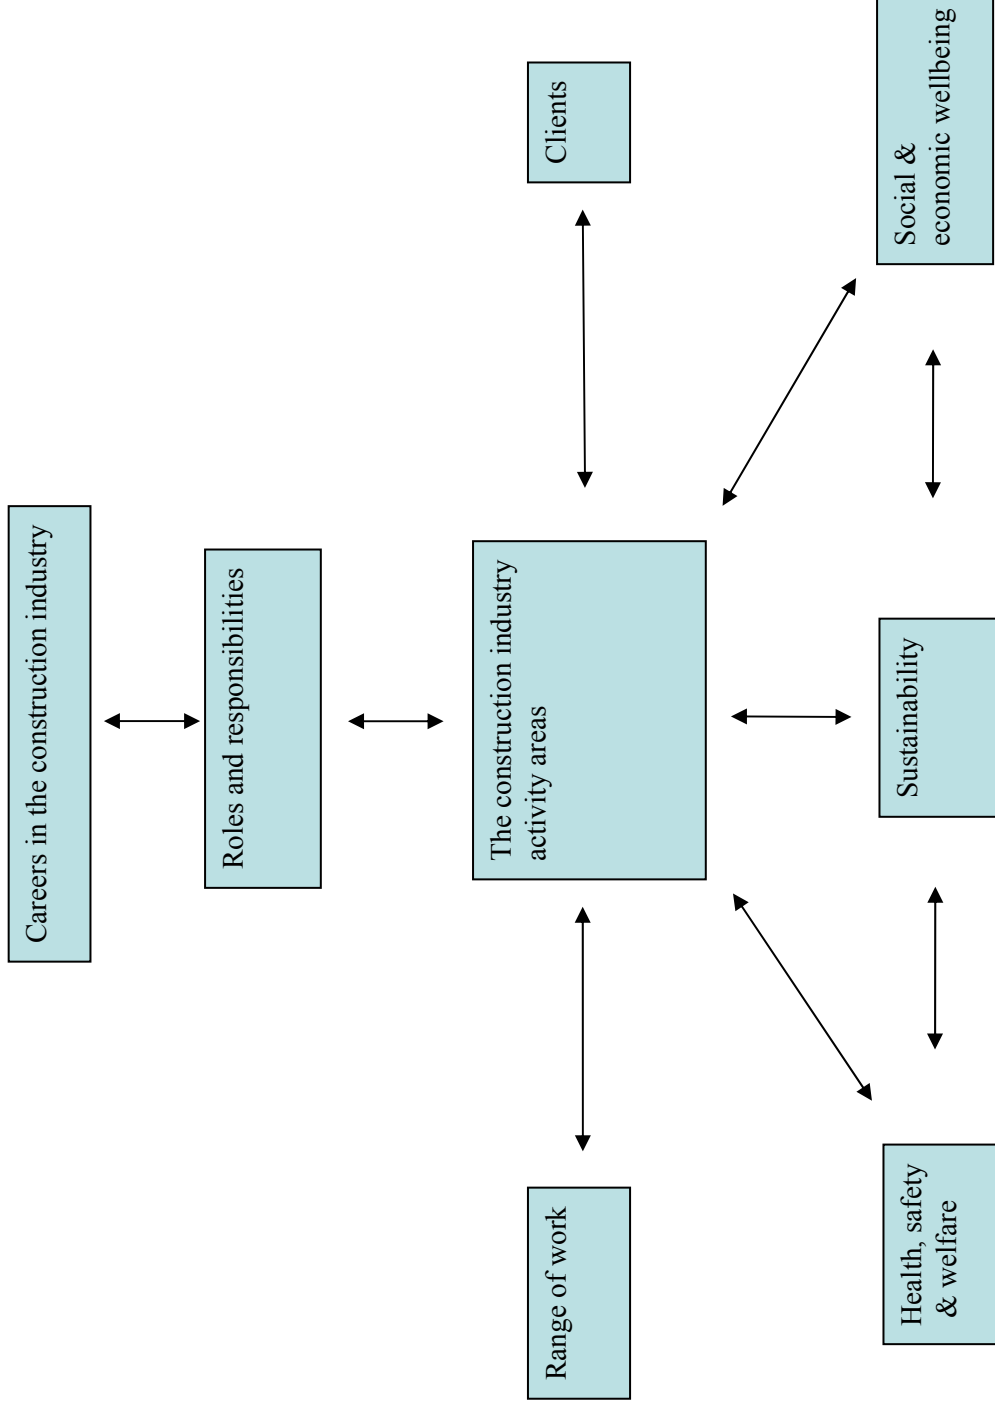 Careers in the construction industry
Roles and responsibilities
Range of work
The construction industry
activity areas
Clients
Health, safety
& welfare
Sustainability
Social &
economic wellbeing